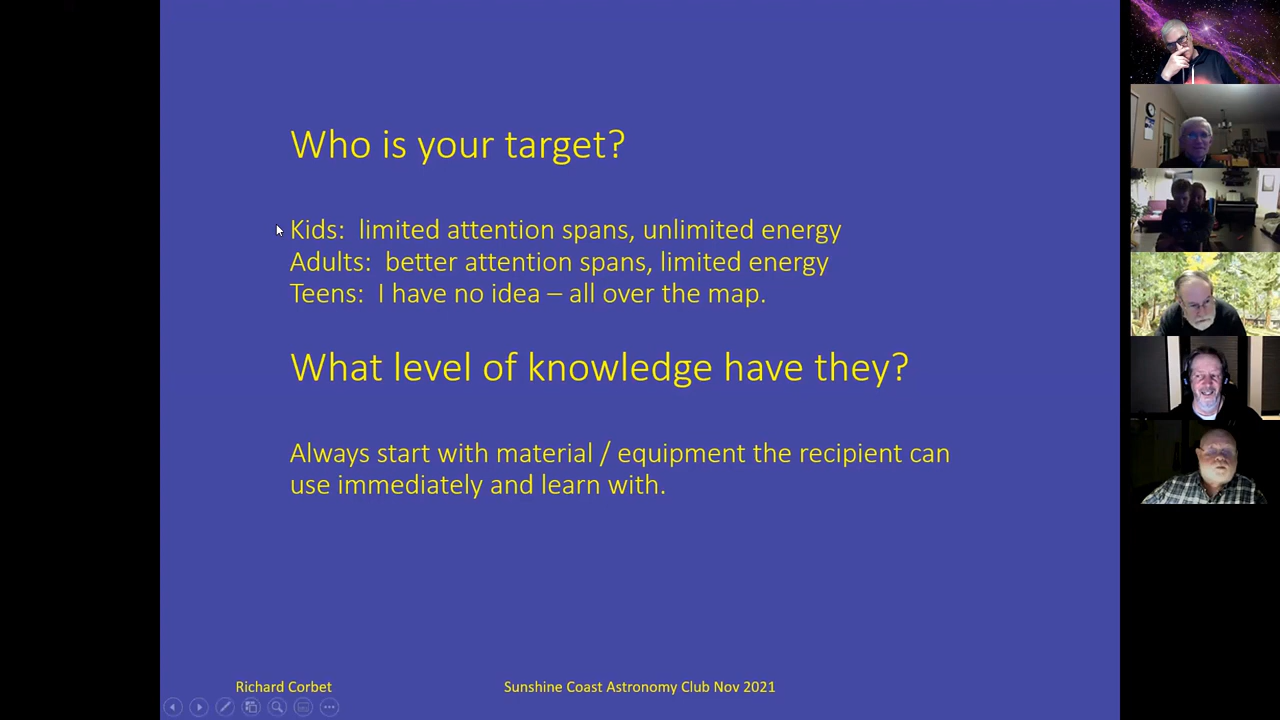 Who is your target?
Kids:  limited attention spans, unlimited energy
Adults:  better attention spans, limited energy
Teens:  I have no idea – all over the map.
What level of knowledge have they?
Always start with material / equipment the recipient can
use immediately and learn with.
Richard Corbet
Sunshine Coast Astronomy Club Nov 2021